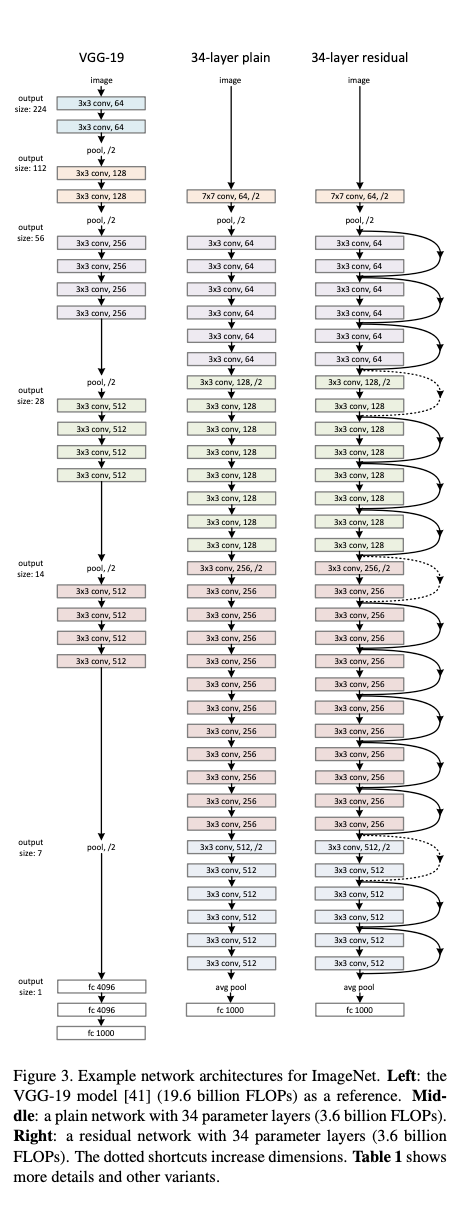 output
size: 224
output
size: 112
output
size: 56
output
size: 28
output
size: 14
output
size: 7
output
size: 1
VGG-19
image
3x3 conv, 64
3x3 conv, 64
pool, /2
3x3 conv, 128
3x3 conv, 128
pool, /2
3x3 conv, 256
3x3 conv, 256
3x3 conv, 256
3x3 conv, 256
pool, /2
3x3 conv, 512
3x3 conv, 512
3x3 conv, 512
3x3 conv, 512
pool, /2
3x3 conv, 512
3x3 conv, 512
3x3 conv, 512
3x3 conv, 512
pool, /2
fc 4096
fc 4096
fc 1000
34-layer plain
image
7x7 conv, 64, /2
pool, /2
3x3 conv, 64
3x3 conv, 64
3x3 conv, 64
3x3 conv, 64
3x3 conv, 64
3x3 conv, 64
3x3 conv, 128, /2
3x3 conv, 128
3x3 conv, 128
3x3 conv, 128
3x3 conv, 128
3x3 conv, 128
3x3 conv, 128
3x3 conv, 128
3x3 conv, 256, /2
3x3 conv, 256
3x3 conv, 256
3x3 conv, 256
3x3 conv, 256
3x3 conv, 256
3x3 conv, 256
3x3 conv, 256
3x3 conv, 256
3x3 conv, 256
3x3 conv, 256
3x3 conv, 256
3x3 conv, 512, /2
3x3 conv, 512
3x3 conv, 512
3x3 conv, 512
3x3 conv, 512
3x3 conv, 512
avg pool
fc 1000
34-layer residual
image
7x7 conv, 64, /2
pool, /2
3x3 conv, 64
3x3 conv, 64
3x3 conv, 64
3x3 conv, 64
3x3 conv, 64
3x3 conv, 64
3x3 conv, 128, /2
3x3 conv, 128
3x3 conv, 128
3x3 conv, 128
3x3 conv, 128
3x3 conv, 128
3x3 conv, 128
3x3 conv, 128
3x3 conv, 256, /2
3x3 conv, 256
3x3 conv, 256
3x3 conv, 256
3x3 conv, 256
3x3 conv, 256
3x3 conv, 256
3x3 conv, 256
3x3 conv, 256
3x3 conv, 256
3x3 conv, 256
3x3 conv, 256
3x3 conv, 512, /2
3x3 conv, 512
3x3 conv, 512
3x3 conv, 512
3x3 conv, 512
3x3 conv, 512
avg pool
fc 1000
Figure 3. Example network architectures for ImageNet. Left: the
VGG-19 model [41] (19.6 billion FLOPs) as a reference. Mid-
dle: a plain network with 34 parameter layers (3.6 billion FLOPs).
Right: a residual network with 34 parameter layers (3.6 billion
FLOPs). The dotted shortcuts increase dimensions. Table 1 shows
more details and other variants.